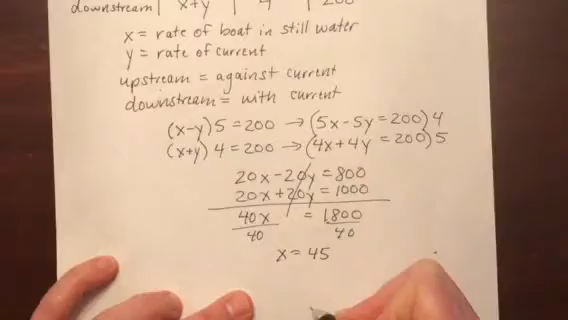 downstream | x+y | 4 | 200
x = rate of boat in still water
y = rate of current
upstream = against current
downstream = with current
(x-y)5 = 200 → (5x-5y = 200)4
(x+y)4 = 200 → (4x+4y = 200)5
20x-20y = 800
20x+20y = 1000
40x = 1800
40 40
x = 45